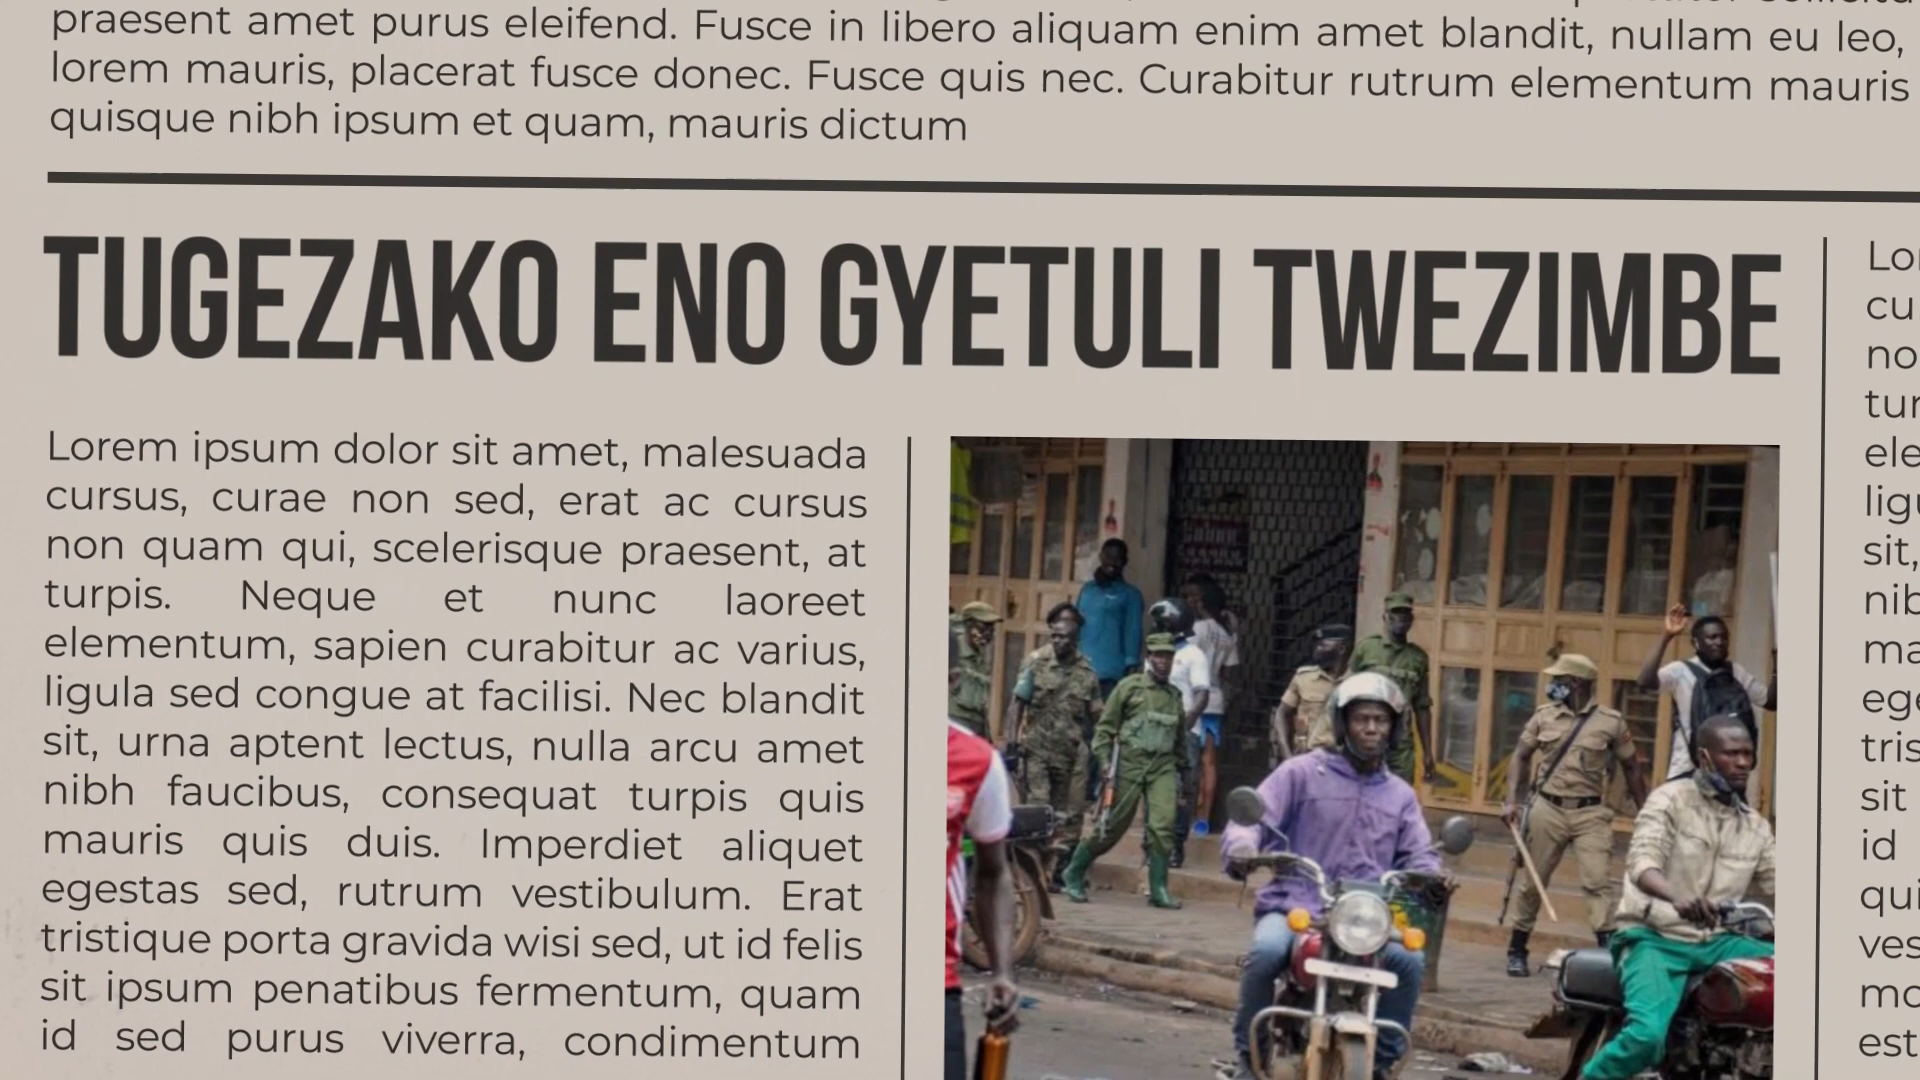 praesent amet purus eleifend. Fusce in libero aliquam enim amet blandit, nullam eu leo,
lorem mauris, placerat fusce donec. Fusce quis nec. Curabitur rutrum elementum mauris
quisque nibh ipsum et quam, mauris dictum
TUGEZAKO ENO GYETULI TWEZIMBE
Lorem ipsum dolor sit amet, malesuada
cursus, curae non sed, erat ac cursus
non quam qui, scelerisque praesent, at
turpis. Neque et nunc laoreet
elementum, sapien curabitur ac varius,
ligula sed congue at facilisi. Nec blandit
sit, urna aptent lectus, nulla arcu amet
nibh faucibus, consequat turpis quis
mauris quis duis. Imperdiet aliquet
egestas sed, rutrum vestibulum. Erat
tristique porta gravida wisi sed, ut id felis
sit ipsum penatibus fermentum, quam
id sed purus viverra, condimentum
sit,
sit
id